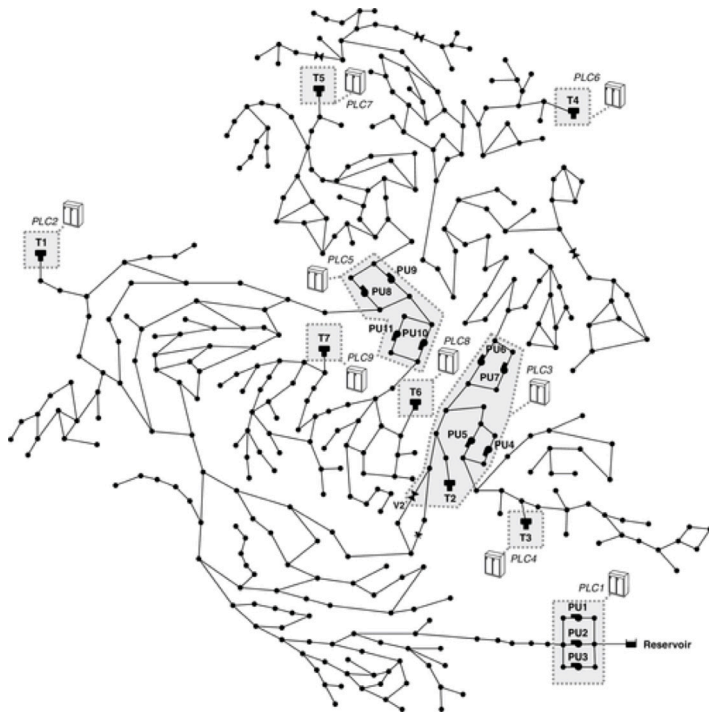 T5
PLC7
PLC6
T4
PLC2
T1
PLC5
PU9
PU8
PU11
PU10
T7
PLC9
PLC8
T6
PU6
PU7
PLC3
PU5
PU4
V2
T2
T3
PLC4
PLC1
PU1
PU2
PU3
Reservoir